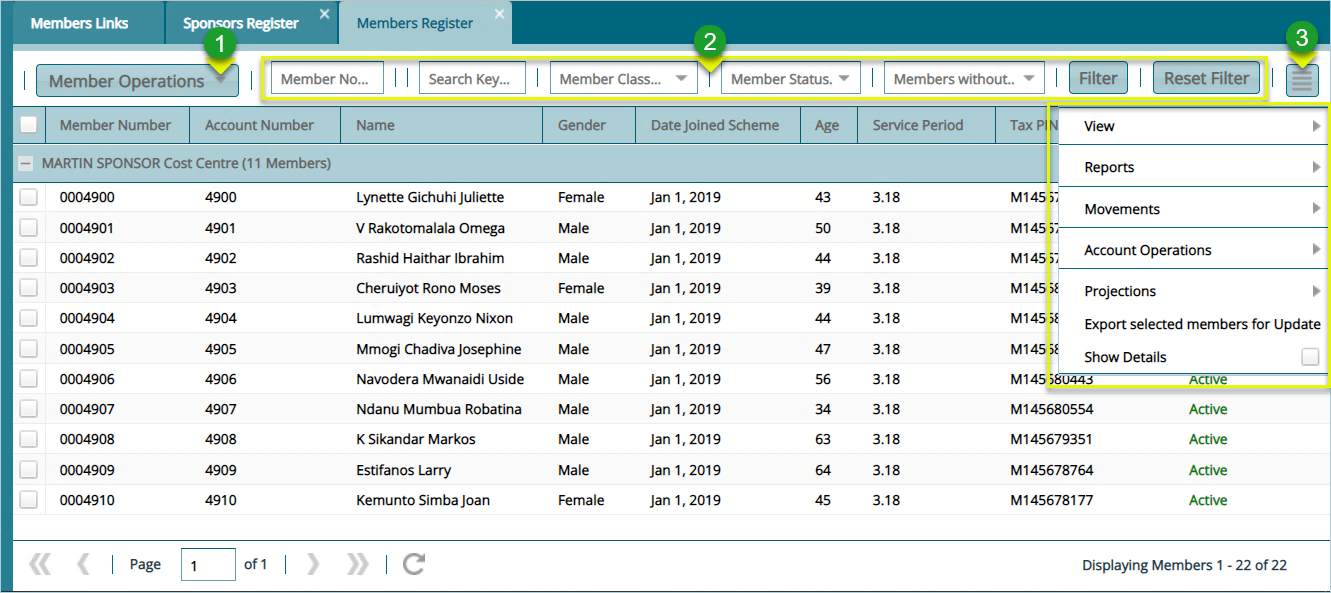 Members Links Sponsors Register Members Register
1 2 3
Member Operations Member No... Search Key... Member Class... Member Status. Members without.. Filter Reset Filter
Member Number Account Number Name Gender Date Joined Scheme Age Service Period Tax PIN
MARTIN SPONSOR Cost Centre (11 Members)
0004900 4900 Lynette Gichuhi Juliette Female Jan 1, 2019 43 3.18 M1456
0004901 4901 V Rakotomalala Omega Male Jan 1, 2019 50 3.18 M1456
0004902 4902 Rashid Haithar Ibrahim Male Jan 1, 2019 44 3.18 M1456
0004903 4903 Cheruiyot Rono Moses Female Jan 1, 2019 39 3.18 M1456
0004904 4904 Lumwagi Keyonzo Nixon Male Jan 1, 2019 44 3.18 M1456
0004905 4905 Mmogi Chadiva Josephine Male Jan 1, 2019 47 3.18 M1456
0004906 4906 Navodera Mwanaidi Uside Male Jan 1, 2019 56 3.18 M145680443 Active
0004907 4907 Ndanu Mumbua Robatina Male Jan 1, 2019 34 3.18 M145680554 Active
0004908 4908 K Sikandar Markos Male Jan 1, 2019 63 3.18 M145679351 Active
0004909 4909 Estifanos Larry Male Jan 1, 2019 64 3.18 M145678764 Active
0004910 4910 Kemunto Simba Joan Female Jan 1, 2019 45 3.18 M145678177 Active
View
Reports
Movements
Account Operations
Projections
Export selected members for Update
Show Details
Page 1 of 1 Displaying Members 1 - 22 of 22